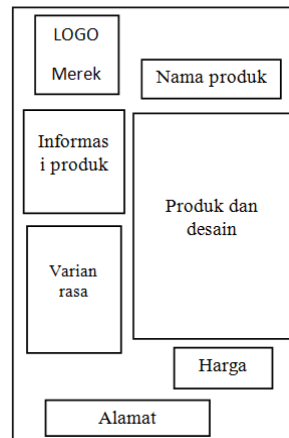 LOGO
Merek
Nama produk
Informas
i produk
Produk dan
desain
Varian
rasa
Harga
Alamat